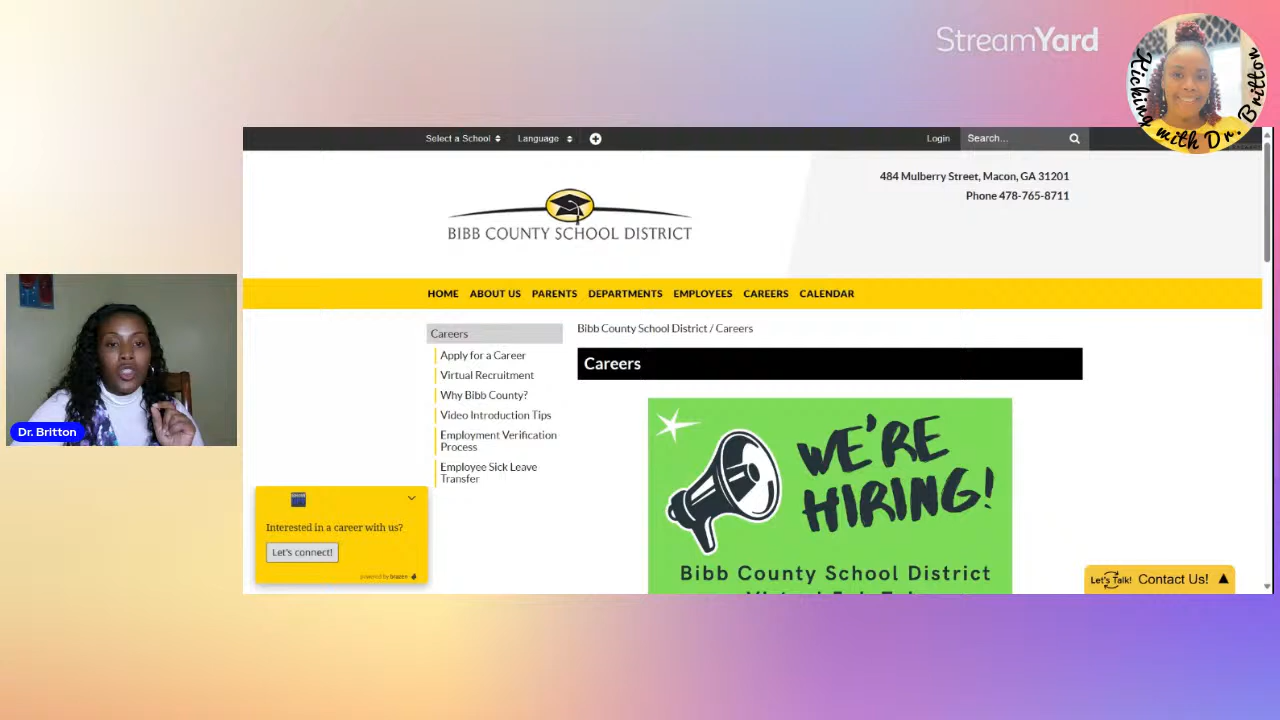 StreamYard
Kicking with Dr. Britton
Select a School
Language
Login
Search...
484 Mulberry Street, Macon, GA 31201
Phone 478-765-8711
BIBB COUNTY SCHOOL DISTRICT
HOME ABOUT US PARENTS DEPARTMENTS EMPLOYEES CAREERS CALENDAR
Careers
Apply for a Career
Virtual Recruitment
Why Bibb County?
Video Introduction Tips
Employment Verification
Process
Employee Sick Leave
Transfer
Bibb County School District / Careers
Careers
WE'RE
HIRING!
Bibb County School District
Dr. Britton
Interested in a career with us?
Let's connect!
powered by brazen
Let's Talk! Contact Us!